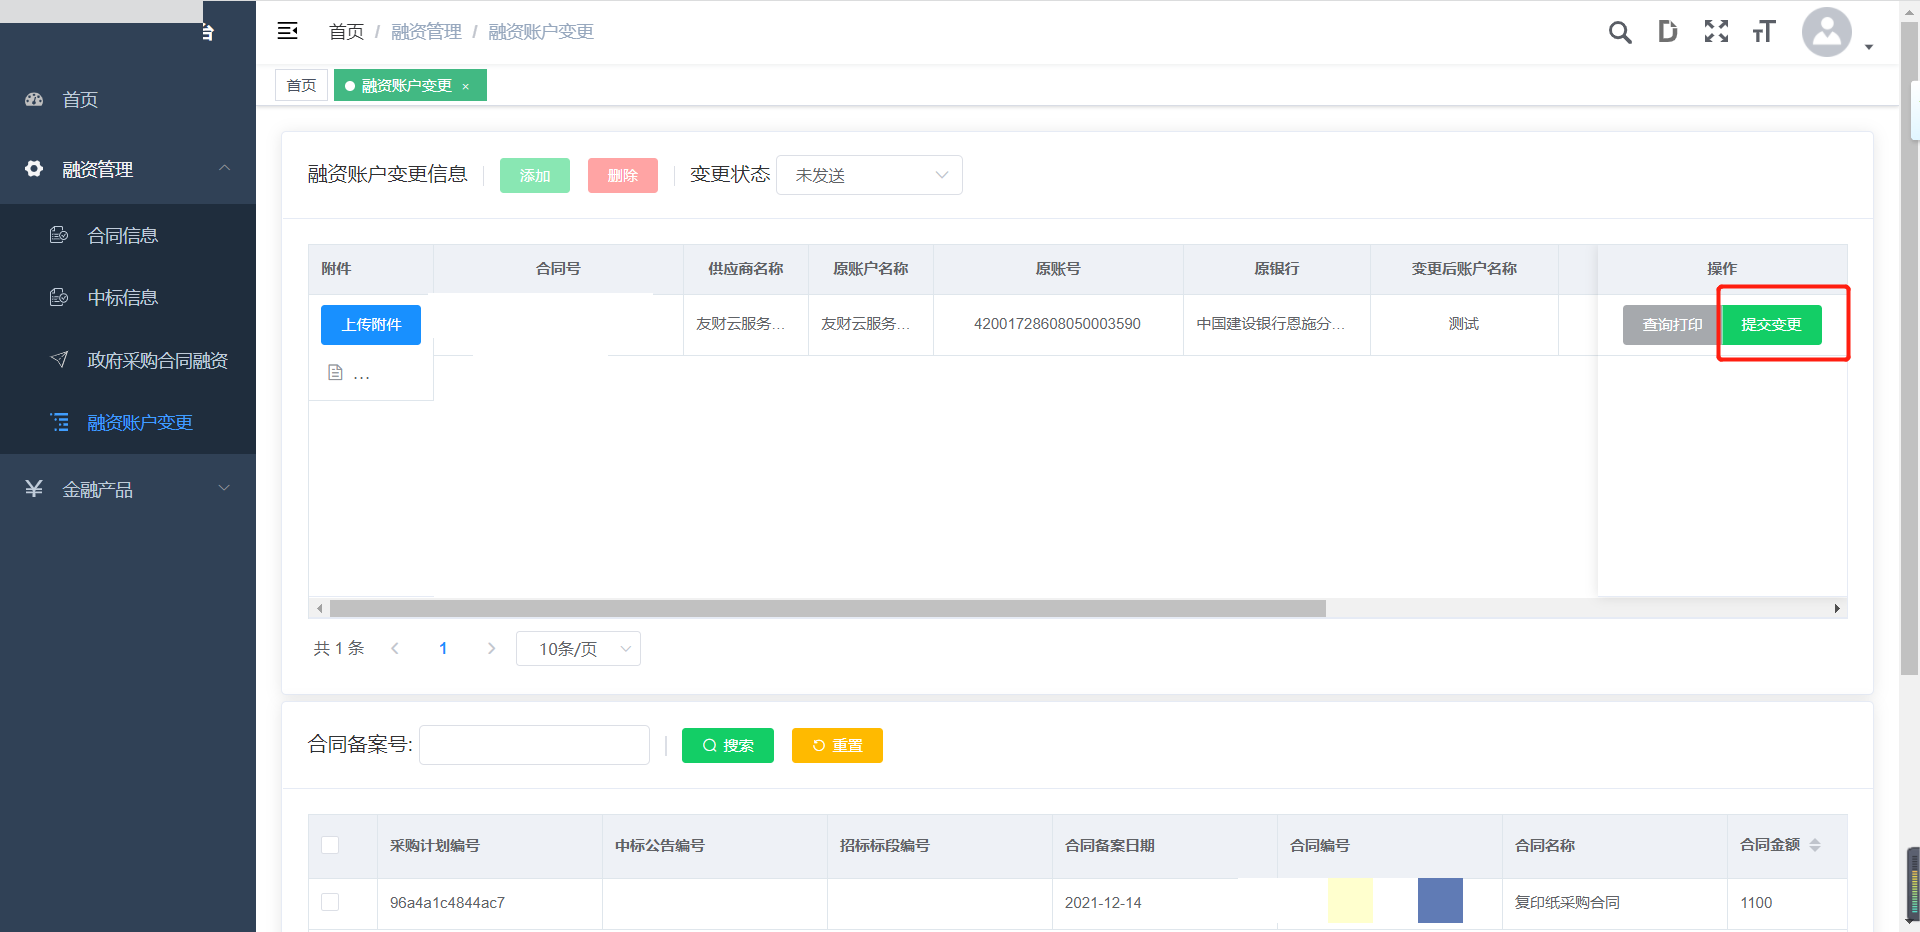 台
首页 / 融资管理 / 融资账户变更
首页
融资账户变更 ×
首页
融资管理
合同信息
中标信息
政府采购合同融资
融资账户变更
金融产品
融资账户变更信息 添加 删除 变更状态 未发送
附件 合同号 供应商名称 原账户名称 原账号 原银行 变更后账户名称 操作
上传附件 友财云服务... 友财云服务... 42001728608050003590 中国建设银行恩施分... 测试 查询打印 提交变更
...
共 1 条 1 10条/页
合同备案号: 搜索 重置
采购计划编号 中标公告编号 招标标段编号 合同备案日期 合同编号 合同名称 合同金额
96a4a1c4844ac7 2021-12-14 复印纸采购合同 1100